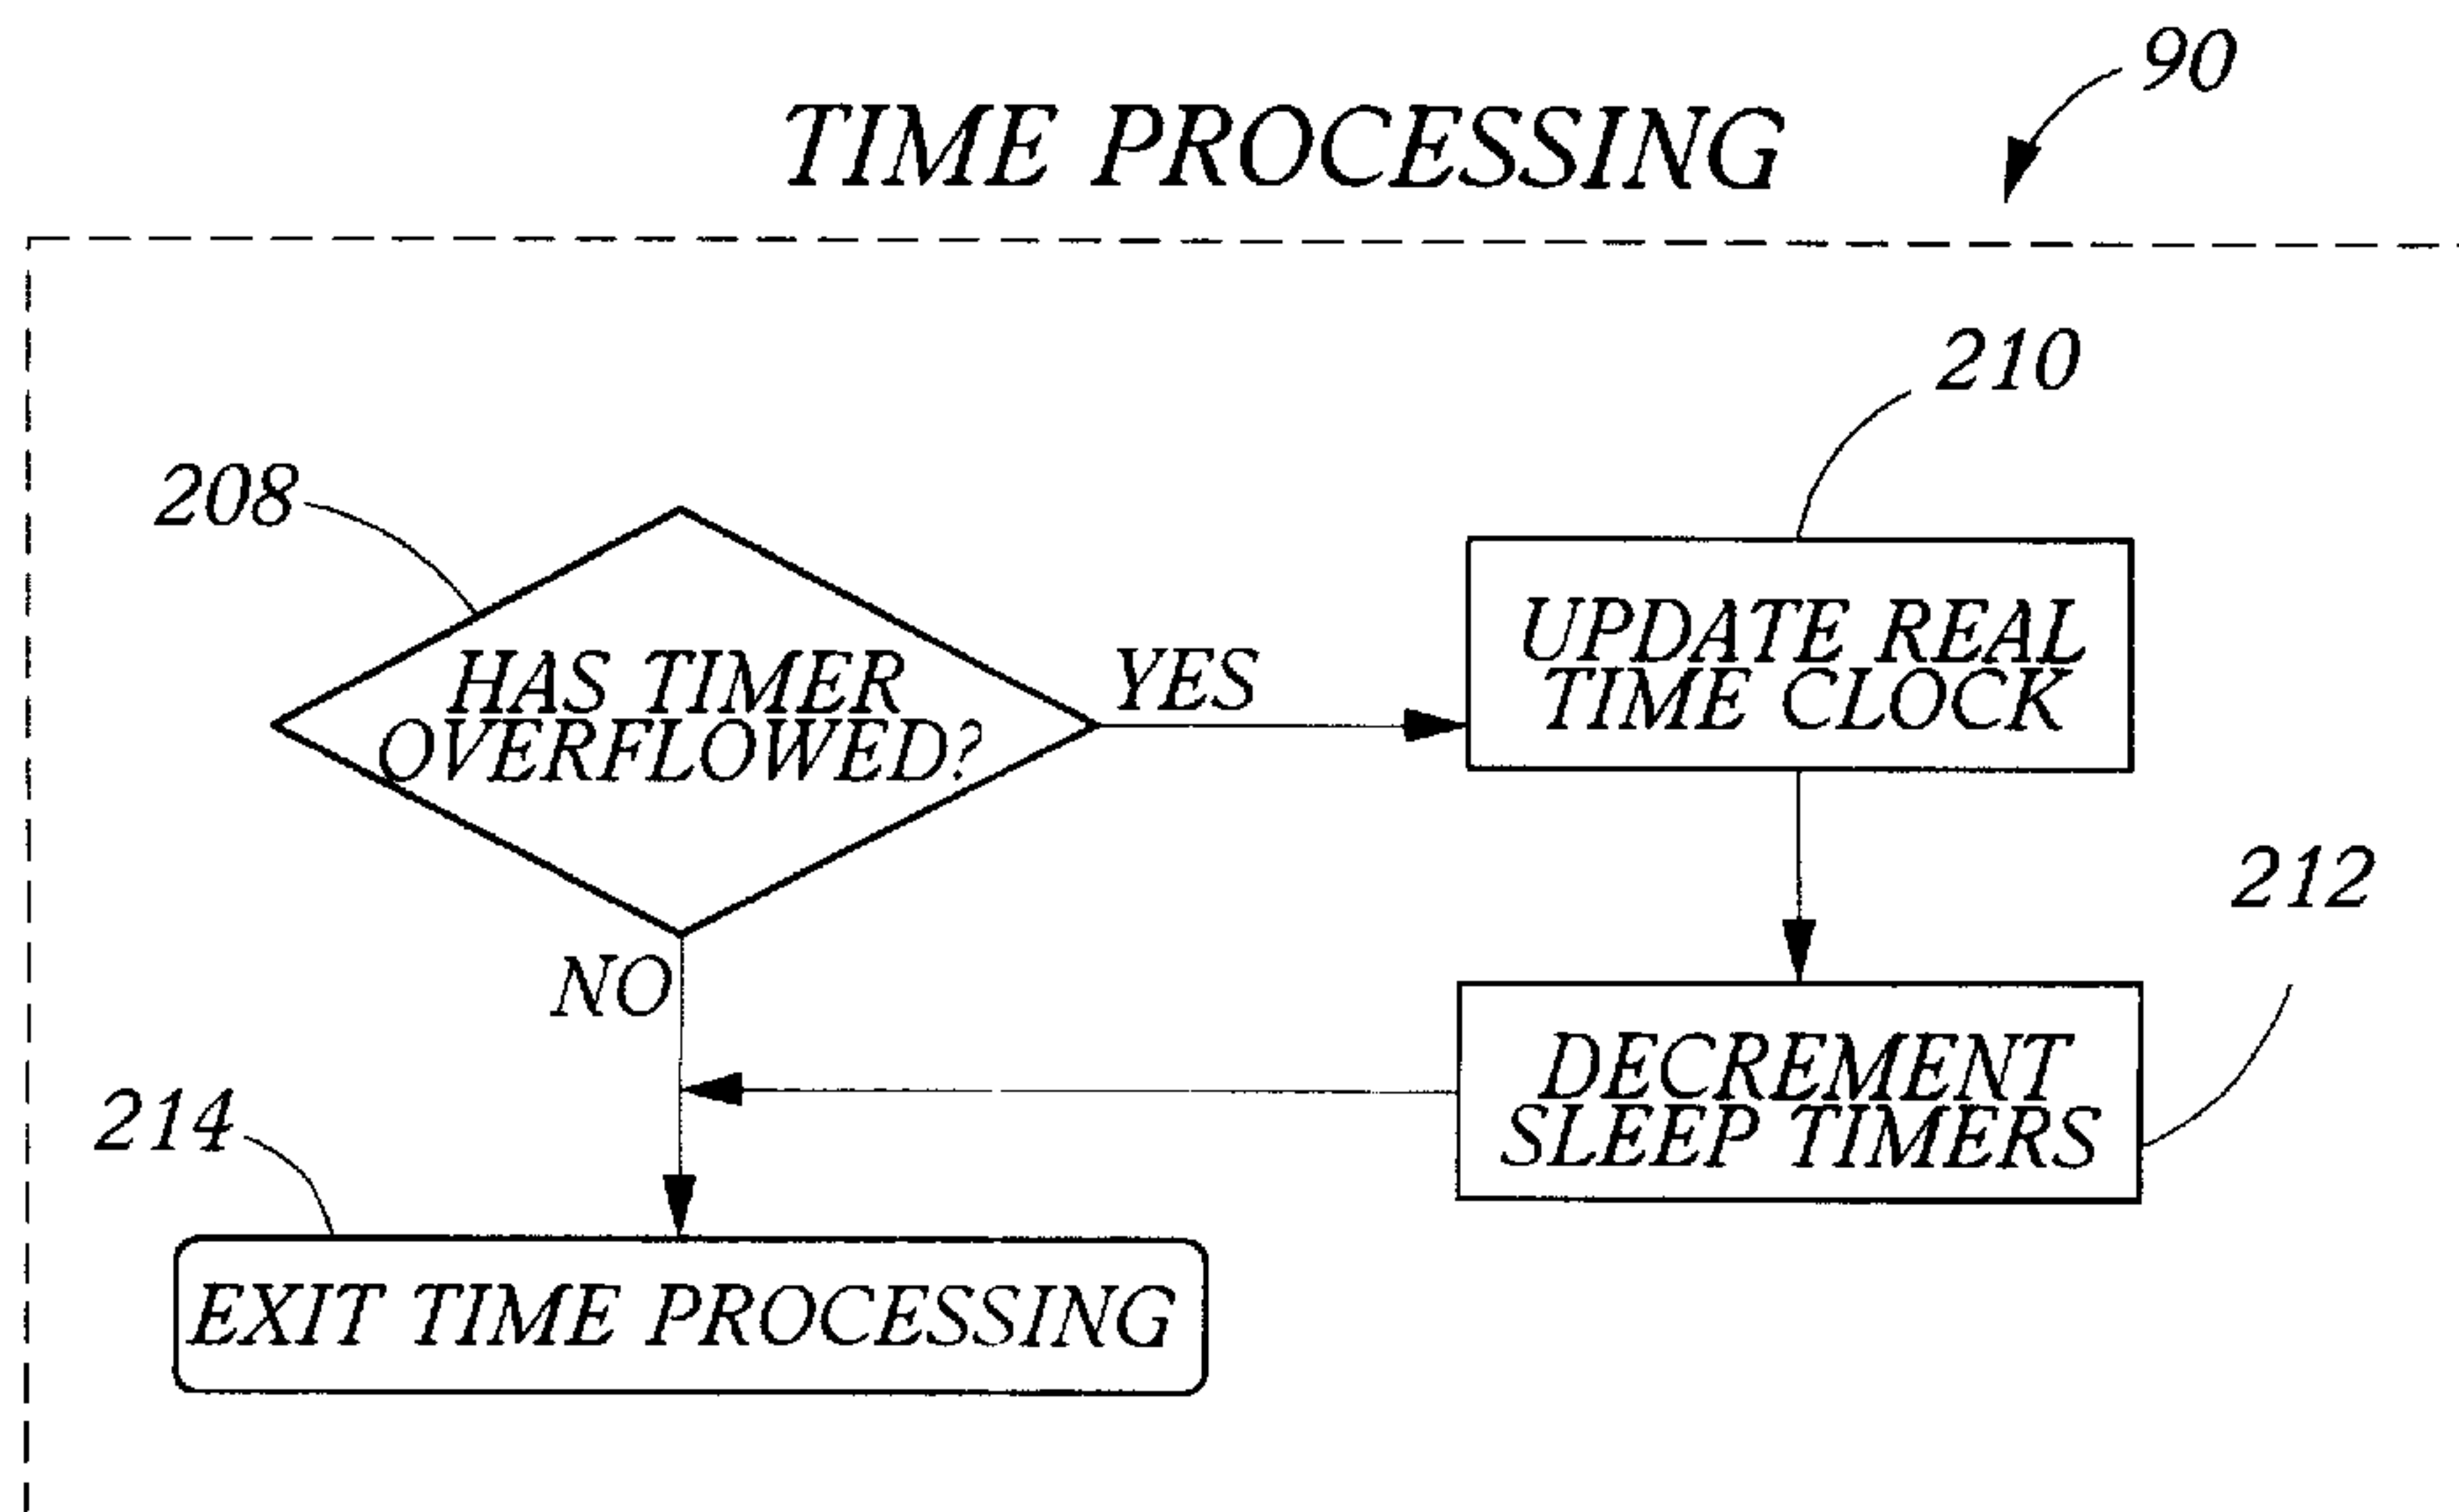 90
TIME PROCESSING
210
208
UPDATE REAL
TIME CLOCK
HAS TIMER
OVERFLOWED?
YES
212
NO
DECREMENT
SLEEP TIMERS
214
EXIT TIME PROCESSING